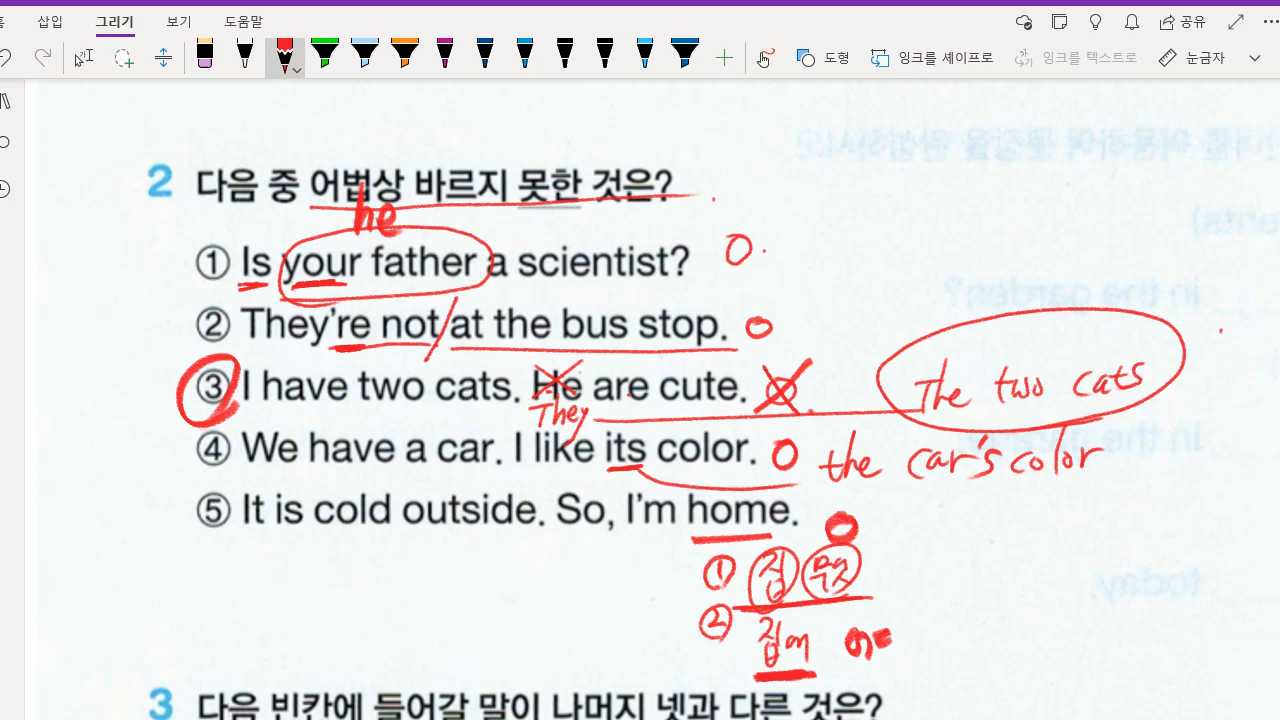 삽입 그리기 보기 도움말 공유
도형 잉크를 셰이프로 잉크를 텍스트로 눈금자
2 다음 중 어법상 바르지 못한 것은?
he
① Is your father a scientist? O
② They're not / at the bus stop. O
③ I have two cats. He are cute. The two cats
They
④ We have a car. I like its color. O the car's color
⑤ It is cold outside. So, I'm home. O
① 집
② 집에
3 다음 빈칸에 들어갈 말이 나머지 넷과 다른 것은?